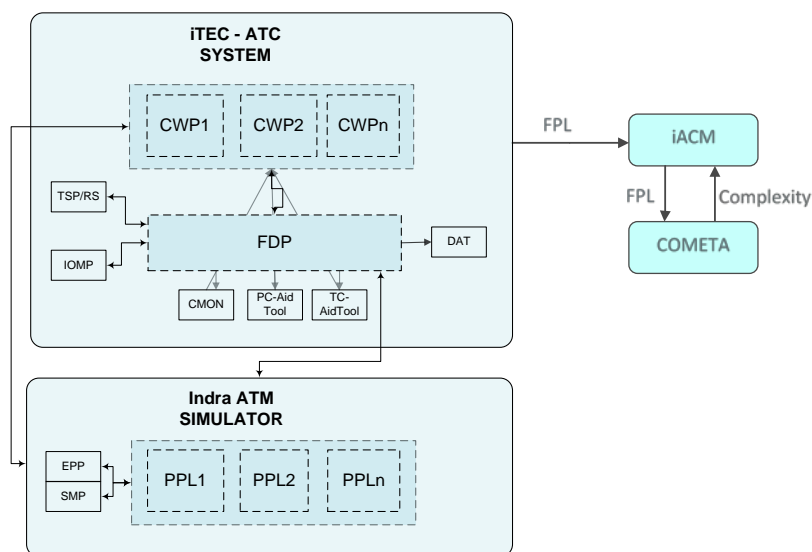 iTEC - ATC
SYSTEM
CWP1
CWP2
CWPn
FPL
iACM
TSP/RS
FPL
Complexity
FDP
DAT
COMETA
IOMP
CMON
PC-Aid
Tool
TC-
AidTool
Indra ATM
SIMULATOR
EPP
SMP
PPL1
PPL2
PPLn